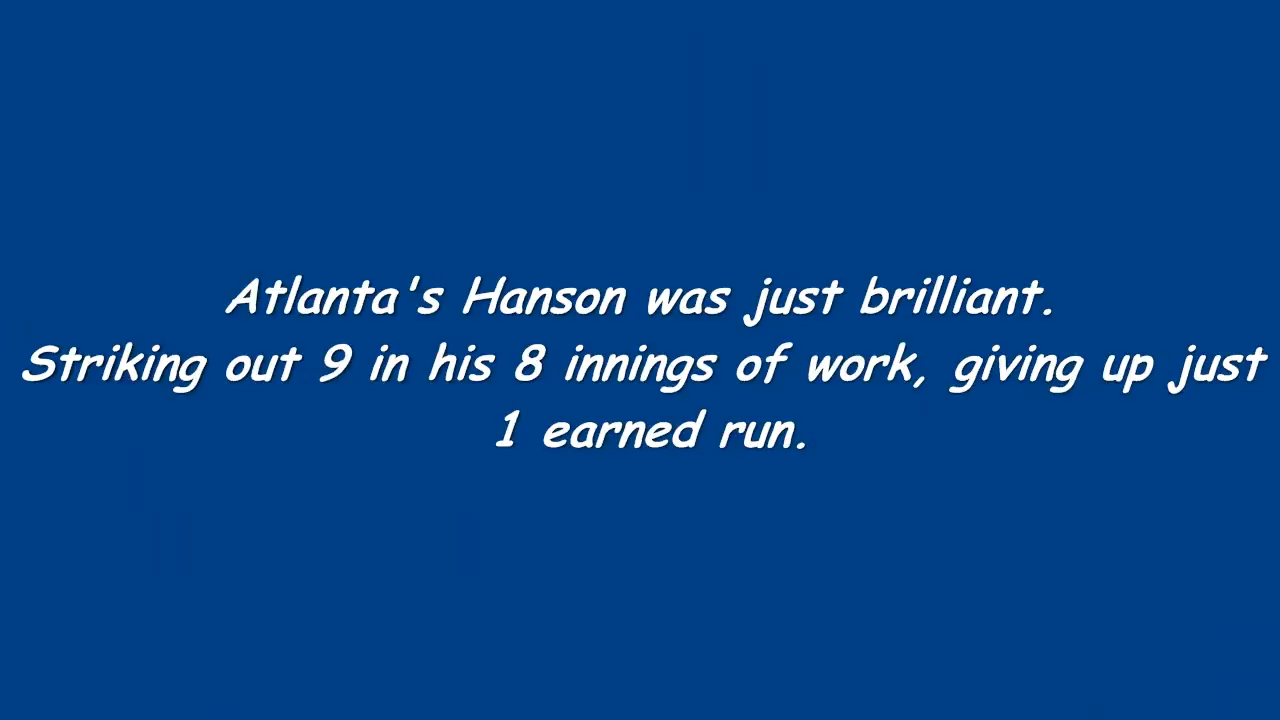 Atlanta's Hanson was just brilliant.
Striking out 9 in his 8 innings of work, giving up just
1 earned run.